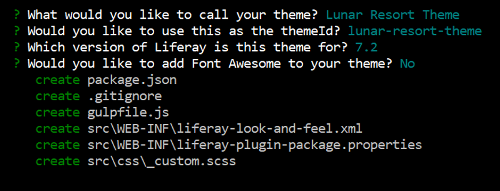 ? What would you like to call your theme? Lunar Resort Theme
? Would you like to use this as the themeId? lunar-resort-theme
? Which version of Liferay is this theme for? 7.2
? Would you like to add Font Awesome to your theme? No
create package.json
create .gitignore
create gulpfile.js
create src\WEB-INF\liferay-look-and-feel.xml
create src\WEB-INF\liferay-plugin-package.properties
create src\css\_custom.scss